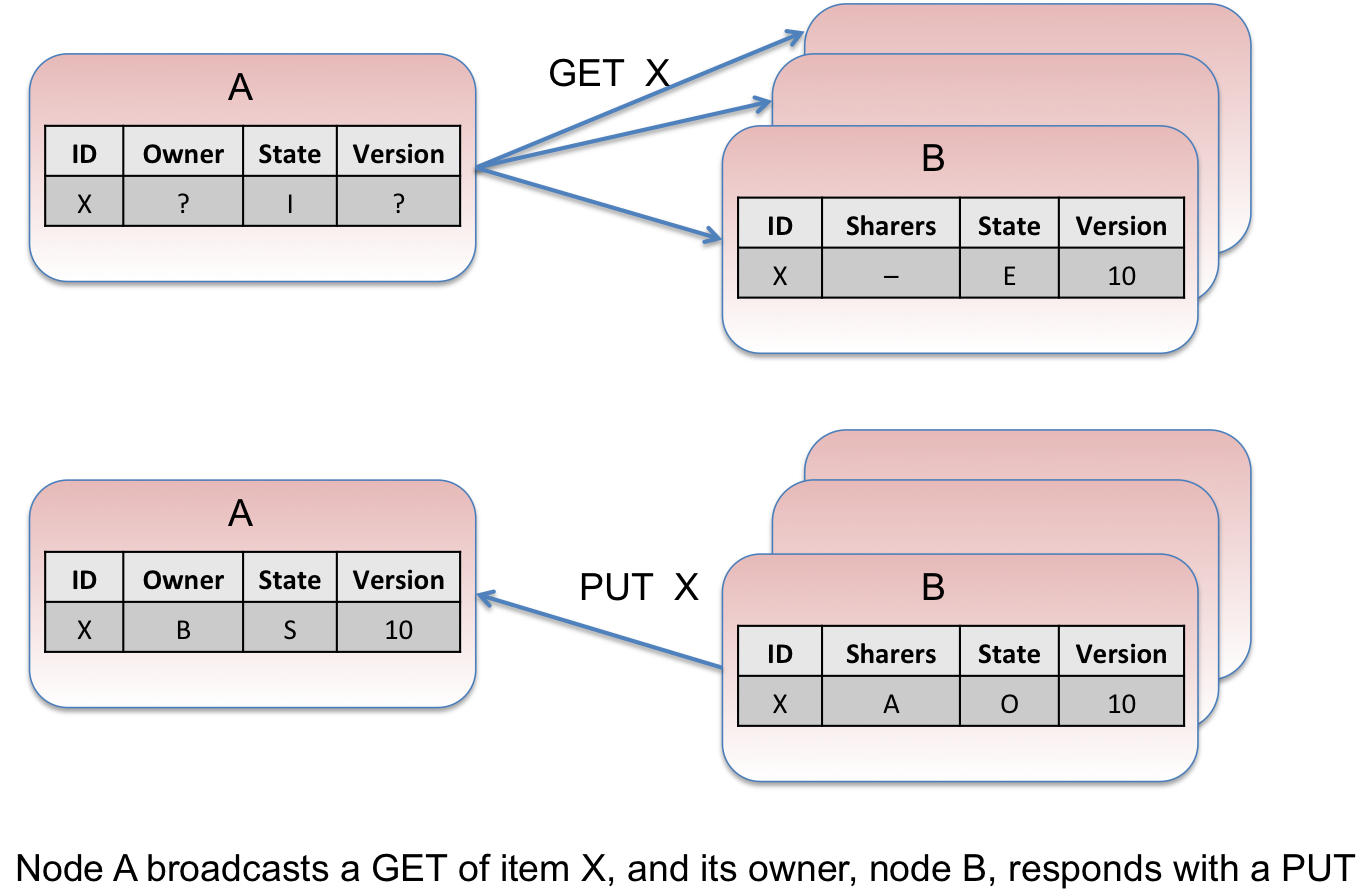 A
GET X
ID Owner State Version
X ? I ?
B
ID Sharers State Version
X – E 10
A
ID Owner State Version
X B S 10
PUT X
B
ID Sharers State Version
X A O 10
Node A broadcasts a GET of item X, and its owner, node B, responds with a PUT